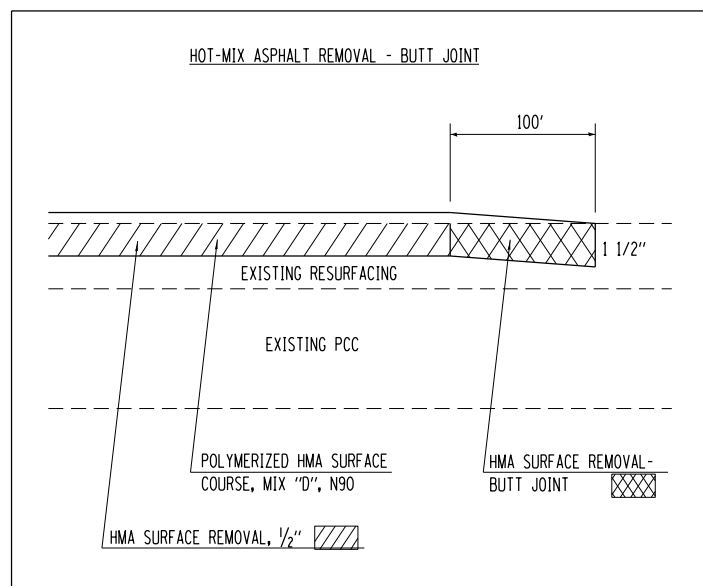 HOT-MIX ASPHALT REMOVAL - BUTT JOINT
100'
1 1/2"
EXISTING RESURFACING
EXISTING PCC
POLYMERIZED HMA SURFACE
COURSE, MIX "D", N90
HMA SURFACE REMOVAL-
BUTT JOINT
HMA SURFACE REMOVAL, 1/2"